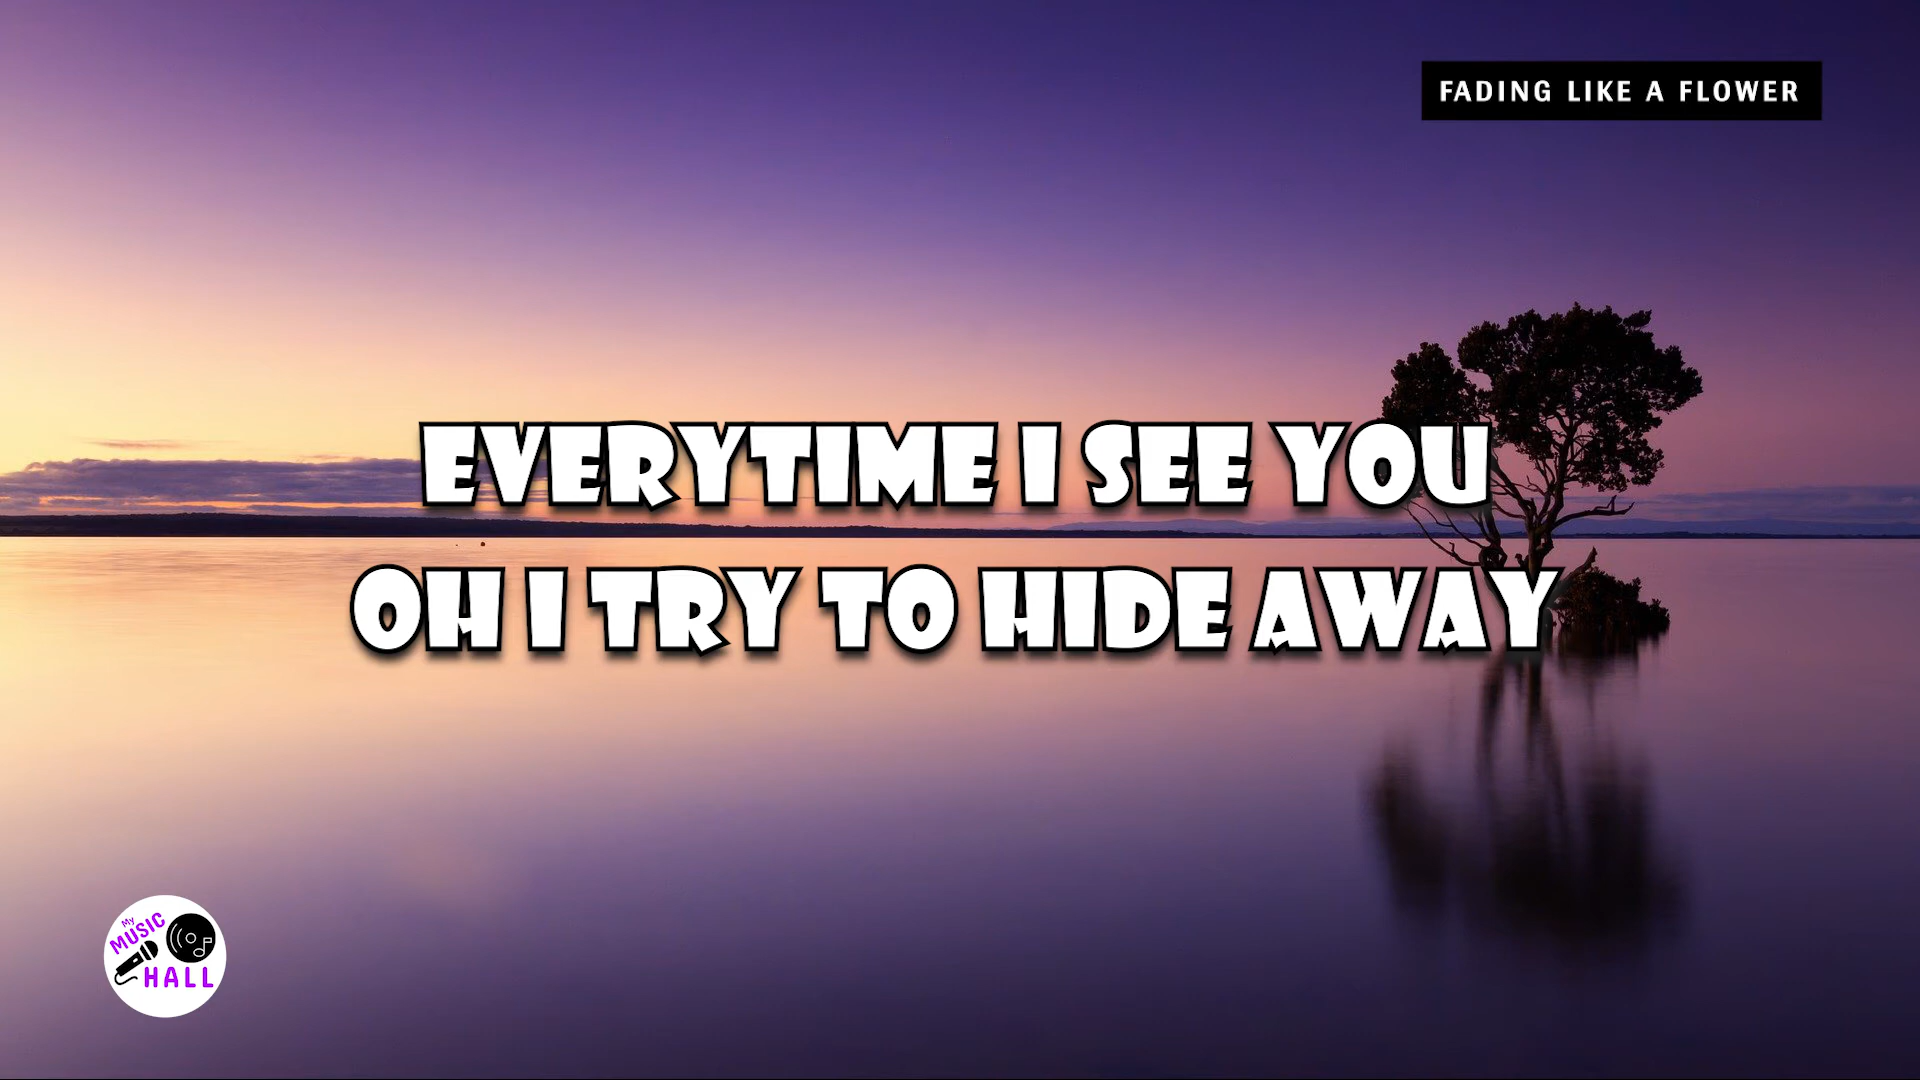 FADING LIKE A FLOWER
EVERYTIME I SEE YOU
OH I TRY TO HIDE AWAY
My
MUSIC
HALL